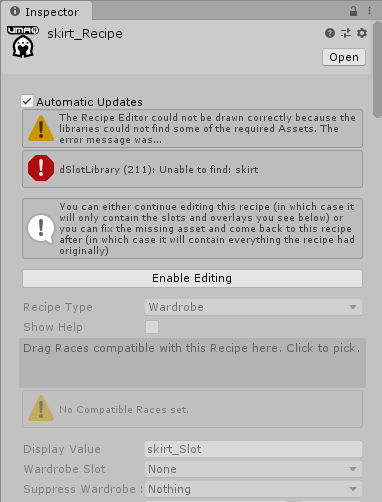 Inspector
UMA
skirt_Recipe
Open
Automatic Updates
The Recipe Editor could not be drawn correctly because the
libraries could not find some of the required Assets. The
error message was...
dSlotLibrary (211): Unable to find: skirt
You can either continue editing this recipe (in which case it
will only contain the slots and overlays you see below) or
you can fix the missing asset and come back to this recipe
after (in which case it will contain everything the recipe had
originally)
Enable Editing
Recipe Type Wardrobe
Show Help
Drag Races compatible with this Recipe here. Click to pick.
No Compatible Races set.
Display Value skirt_Slot
Wardrobe Slot None
Suppress Wardrobe Nothing